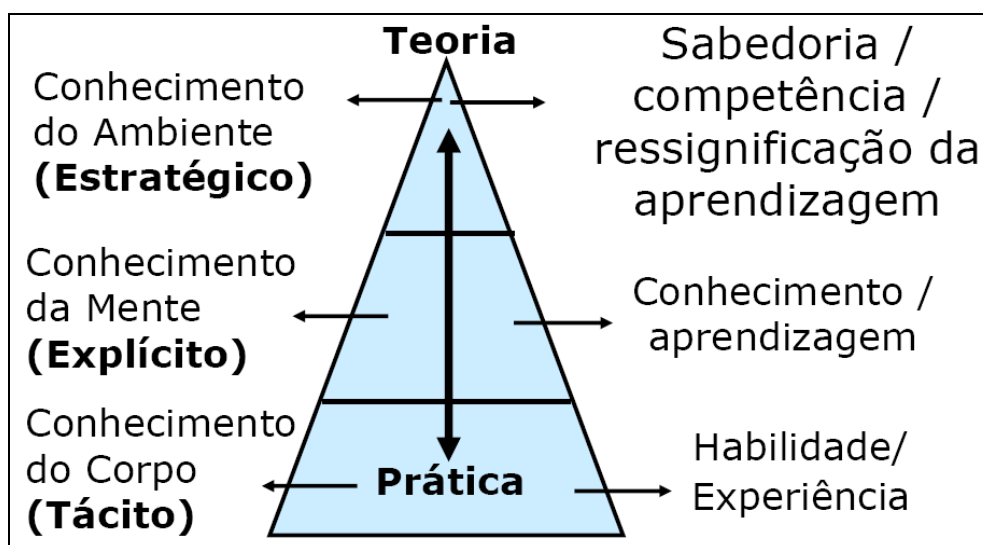 Teoria
Conhecimento
do Ambiente
(Estratégico)
Sabedoria /
competência /
ressignificação da
aprendizagem
Conhecimento
da Mente
(Explícito)
Conhecimento /
aprendizagem
Conhecimento
do Corpo
(Tácito)
Prática
Habilidade/
Experiência